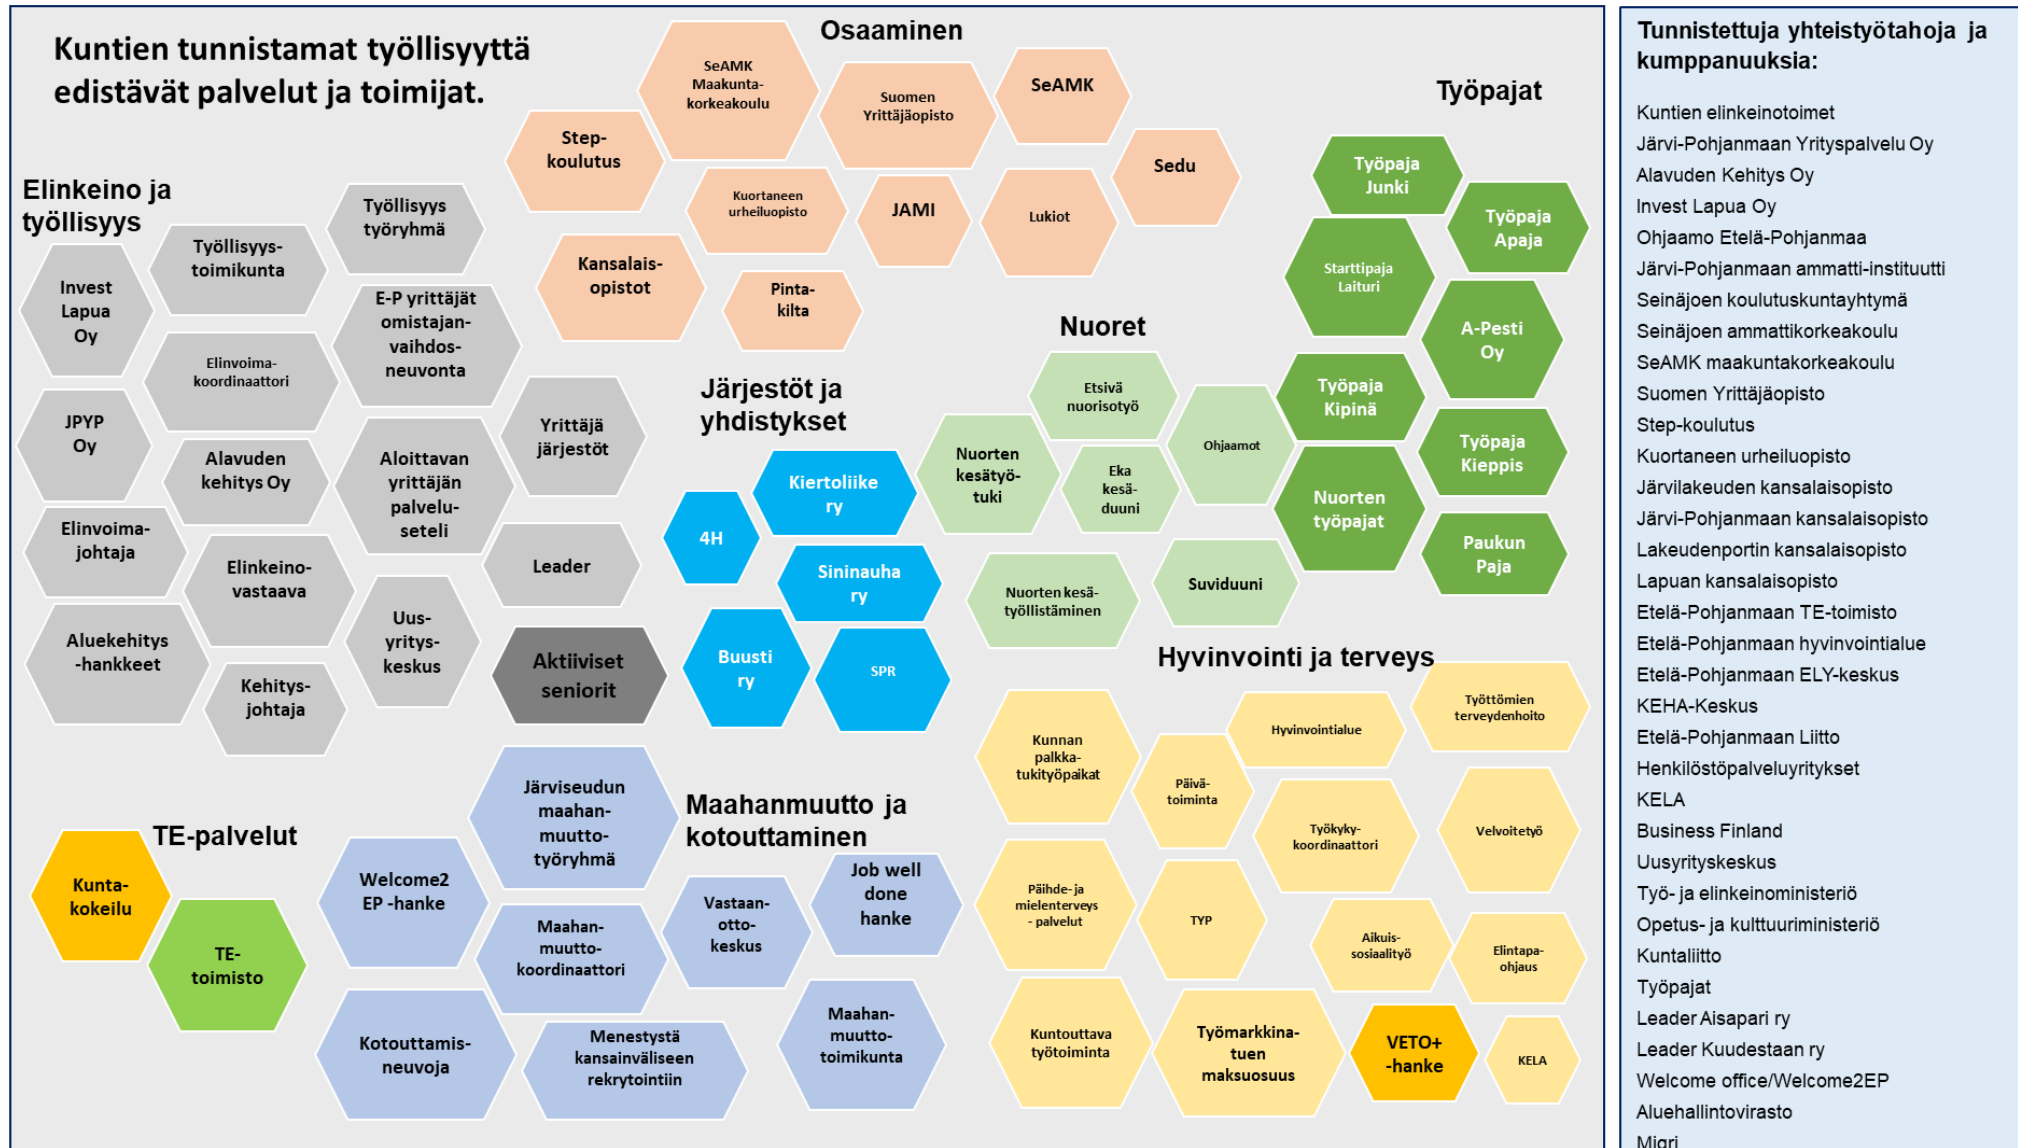 Kuntien tunnistamat työllisyyttä
edistävät palvelut ja toimijat.
Osaaminen
SeAMK
Maakunta-
korkeakoulu
Suomen
Yrittäjäopisto
SeAMK
Step-
koulutus
Sedu
Kuortaneen
urheiluopisto
JAMI
Lukiot
Kansalais-
opistot
Pinta-
kilta
Työpajat
Työpaja
Junki
Työpaja
Apaja
Starttipaja
Laituri
A-Pesti
Oy
Työpaja
Kipinä
Työpaja
Kieppis
Nuorten
työpajat
Paukun
Paja
Elinkeino ja
työllisyys
Työllisyys
työryhmä
Työllisyys-
toimikunta
Invest
Lapua
Oy
E-P yrittäjät
omistajan-
vaihdos-
neuvonta
Elinvoima-
koordinaattori
JPYP
Oy
Yrittäjä
järjestöt
Alavuden
kehitys Oy
Aloittavan
yrittäjän
palvelu-
seteli
Elinvoima-
johtaja
Elinkeino-
vastaava
Leader
Aluekehitys
-hankkeet
Uus-
yritys-
keskus
Kehitys-
johtaja
Aktiiviset
seniorit
Järjestöt ja
yhdistykset
Kiertoliike
ry
4H
Sininauha
ry
Buusti
ry
SPR
Nuoret
Etsivä
nuorisotyö
Ohjaamot
Nuorten
kesätyö-
tuki
Eka
kesä-
duuni
Nuorten kesä-
työllistäminen
Suviduuni
Hyvinvointi ja terveys
Työttömien
terveydenhoito
Hyvinvointialue
Kunnan
palkka-
tukityöpaikat
Päivä-
toiminta
Työkyky-
koordinaattori
Velvoitetyö
Päihde- ja
mielenterveys
- palvelut
TYP
Aikuis-
sosiaalityö
Elintapa-
ohjaus
Kuntouttava
työtoiminta
Työmarkkina-
tuen
maksuosuus
VETO+
-hanke
KELA
TE-palvelut
Kunta-
kokeilu
TE-
toimisto
Maahanmuutto ja
kotouttaminen
Järviseudun
maahan-
muutto-
työryhmä
Welcome2
EP -hanke
Job well
done
hanke
Vastaan-
otto-
keskus
Maahan-
muutto-
koordinaattori
Kotouttamis-
neuvoja
Menestystä
kansainväliseen
rekrytointiin
Maahan-
muutto-
toimikunta
Tunnistettuja yhteistyötahoja ja
kumppanuuksia:
Kuntien elinkeinotoimet
Järvi-Pohjanmaan Yrityspalvelu Oy
Alavuden Kehitys Oy
Invest Lapua Oy
Ohjaamo Etelä-Pohjanmaa
Järvi-Pohjanmaan ammatti-instituutti
Seinäjoen koulutuskuntayhtymä
Seinäjoen ammattikorkeakoulu
SeAMK maakuntakorkeakoulu
Suomen Yrittäjäopisto
Step-koulutus
Kuortaneen urheiluopisto
Järvilakeuden kansalaisopisto
Järvi-Pohjanmaan kansalaisopisto
Lakeudenportin kansalaisopisto
Lapuan kansalaisopisto
Etelä-Pohjanmaan TE-toimisto
Etelä-Pohjanmaan hyvinvointialue
Etelä-Pohjanmaan ELY-keskus
KEHA-Keskus
Etelä-Pohjanmaan Liitto
Henkilöstöpalveluyritykset
KELA
Business Finland
Uusyrityskeskus
Työ- ja elinkeinoministeriö
Opetus- ja kulttuuriministeriö
Kuntaliitto
Työpajat
Leader Aisapari ry
Leader Kuudestaan ry
Welcome office/Welcome2EP
Aluehallintovirasto
Migri